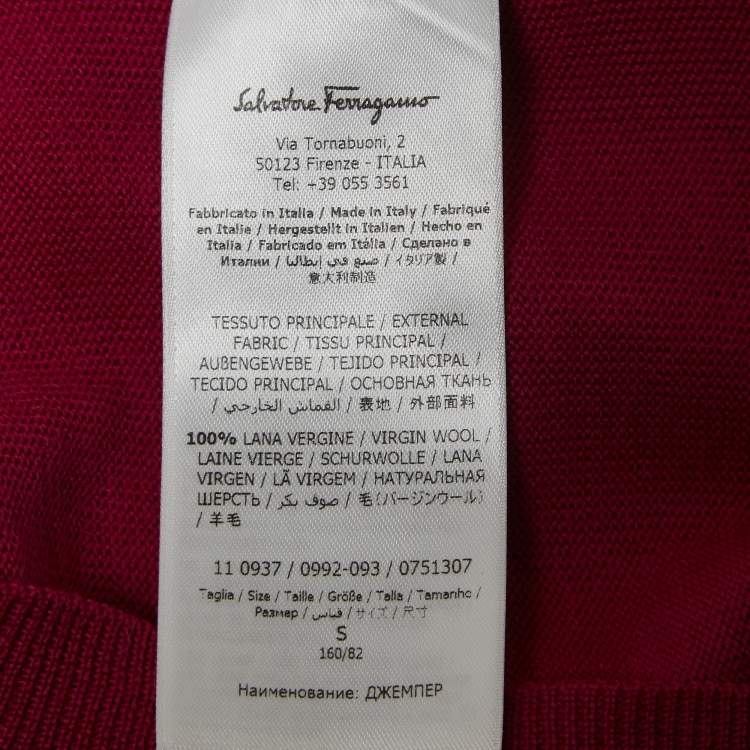 Salvatore Ferragamo
Via Tornabuoni, 2
50123 Firenze - ITALIA
Tel: +39 055 3561
Fabbricato in Italia / Made in Italy / Fabriqué
en Italie / Hergestellt in Italien / Hecho en
Italia / Fabricado em Itália / Сделано в
Италии / صنع في إيطاليا / イタリア製 /
意大利制造
TESSUTO PRINCIPALE / EXTERNAL
FABRIC / TISSU PRINCIPAL /
AUßENGEWEBE / TEJIDO PRINCIPAL /
TECIDO PRINCIPAL / ОСНОВНАЯ ТКАНЬ
/ القماش الخارجي / 表地 / 外部面料
100% LANA VERGINE / VIRGIN WOOL /
LAINE VIERGE / SCHURWOLLE / LANA
VIRGEN / LÃ VIRGEM / НАТУРАЛЬНАЯ
ШЕРСТЬ / صوف بكر / 毛(バージンウール)
/ 羊毛
11 0937 / 0992-093 / 0751307
Taglia / Size / Taille / Größe / Talla / Tamanho /
Размер / قياس / サイズ / 尺寸
S
160/82
Наименование: ДЖЕМПЕР